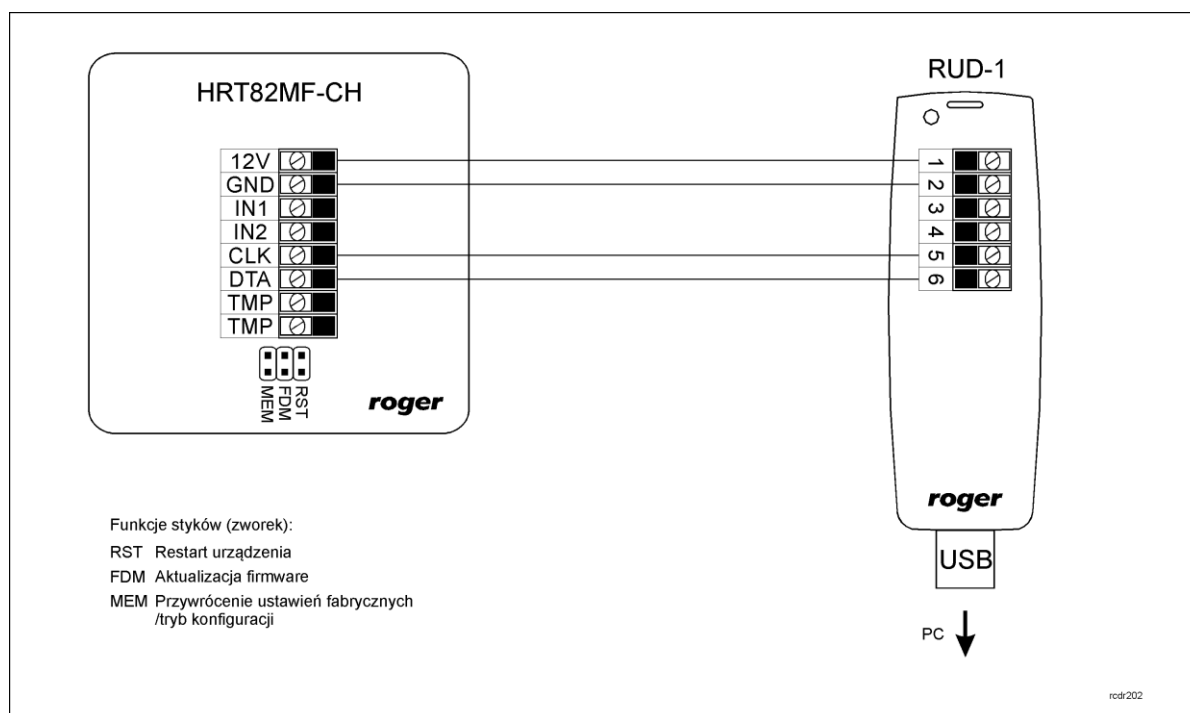 HRT82MF-CH
12V
GND
IN1
IN2
CLK
DTA
TMP
TMP
MEM
FDM
RST
roger
RUD-1
1
2
3
4
5
6
roger
USB
PC
Funkcje styków (zworek):
RST Restart urządzenia
FDM Aktualizacja firmware
MEM Przywrócenie ustawień fabrycznych
/tryb konfiguracji
rcdr202